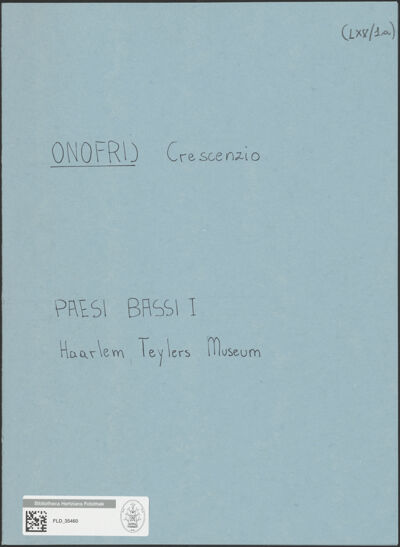 (LXV/1a)
ONOFRIJ Crescenzio
PAESI BASSI I
Haarlem, Teylers Museum
Bibliotheca Hertziana Fotothek
FLD_35460